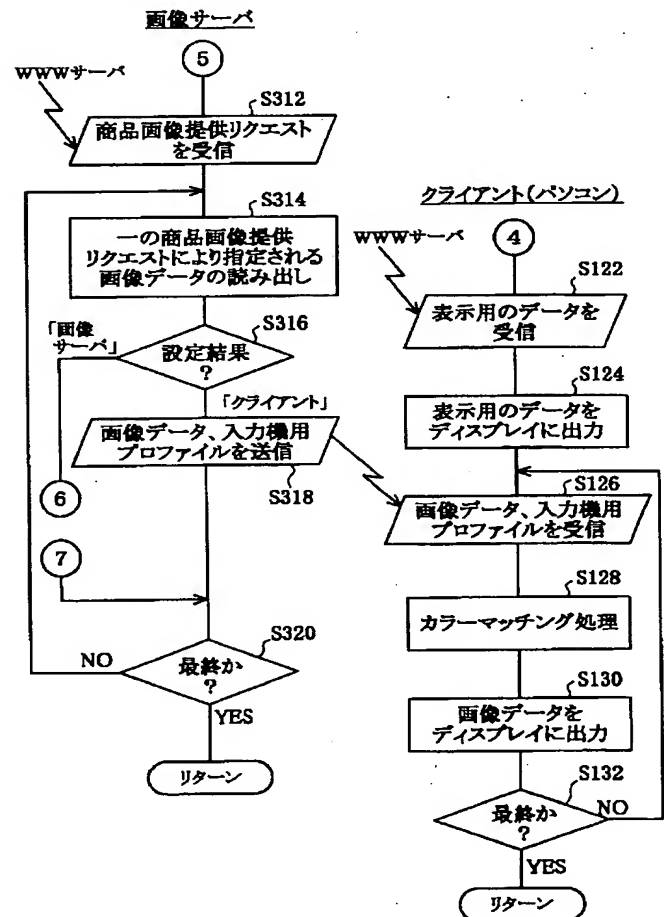 画像サーバ
5
WWWサーバ
S312
商品画像提供リクエスト
を受信
S314
一の商品画像提供
リクエストにより指定される
画像データの読み出し
S316
「画像
サーバ」
設定結果
?
「クライアント」
画像データ、入力機用
プロファイルを送信
S318
6
7
S320
NO
最終か
?
YES
リターン
クライアント(パソコン)
WWWサーバ
4
S122
表示用のデータを
受信
S124
表示用のデータを
ディスプレイに出力
S126
画像データ、入力機用
プロファイルを受信
S128
カラーマッチング処理
S130
画像データを
ディスプレイに出力
S132
最終か
?
NO
YES
リターン